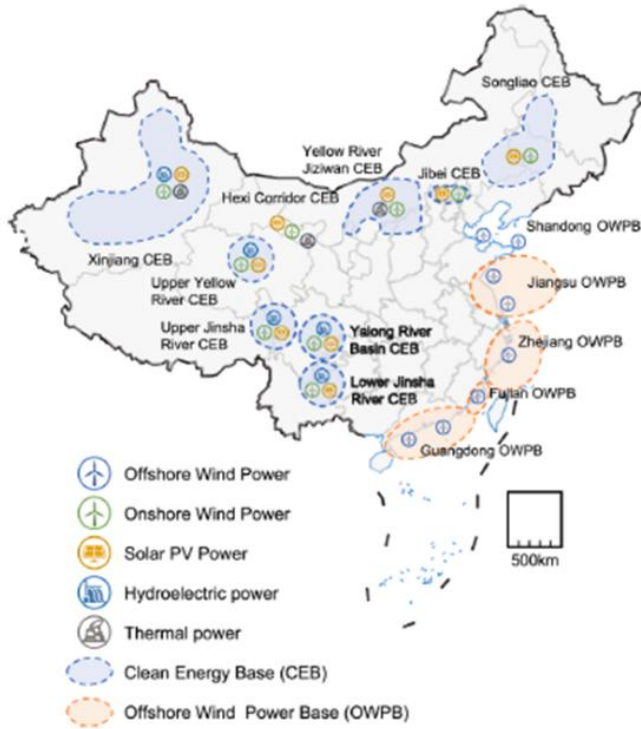 Songliao CEB
Yellow River
Jiziwan CEB
Jibei CEB
Hexi Corridor CEB
Shandong OWPB
Xinjiang CEB
Jiangsu OWPB
Upper Yellow
River CEB
Upper Jinsha
River CEB
Yalong River
Basin CEB
Zhejiang OWPB
Lower Jinsha
River CEB
Fujian OWPB
Guangdong OWPB
Offshore Wind Power
Onshore Wind Power
Solar PV Power
500km
Hydroelectric power
Thermal power
Clean Energy Base (CEB)
Offshore Wind Power Base (OWPB)